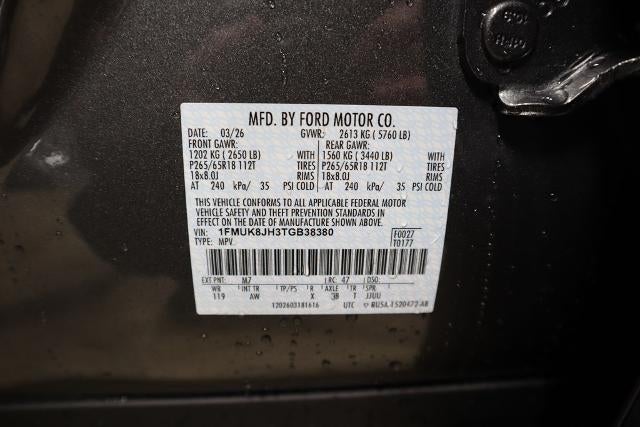 MFD. BY FORD MOTOR CO.
DATE: 03/26 GVWR: 2613 KG ( 5760 LB)
FRONT GAWR: REAR GAWR:
1202 KG ( 2650 LB) WITH 1560 KG ( 3440 LB) WITH
P265/65R18 112T TIRES P265/65R18 112T TIRES
18x8.0J RIMS 18x8.0J RIMS
AT 240 kPa/ 35 PSI COLD AT 240 kPa/ 35 PSI COLD
THIS VEHICLE CONFORMS TO ALL APPLICABLE FEDERAL MOTOR
VEHICLE SAFETY AND THEFT PREVENTION STANDARDS IN
EFFECT ON THE DATE OF MANUFACTURE SHOWN ABOVE.
VIN: 1FMUK8JH3TGB38380 F0027
TYPE: MPV T0177
EXT PNT: M7 RC: 47 DSO:
WB INT TR TP/PS R AXLE TR SPR
119 AW X 3B T JJUU
1202603181616 UTC RU5A-1520472-AB